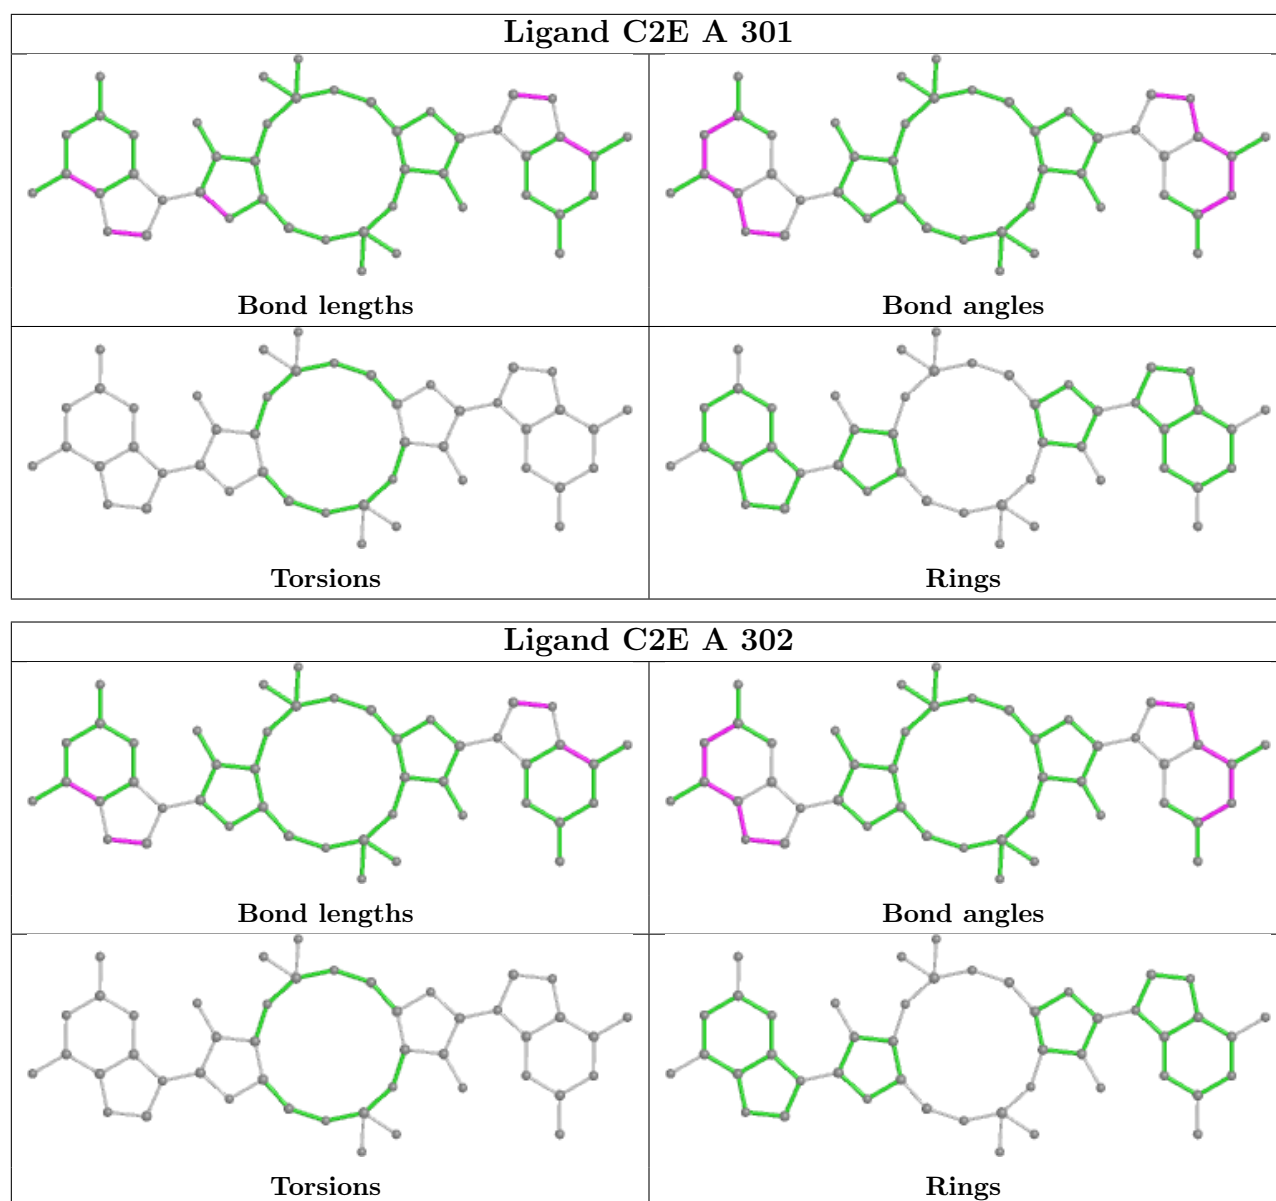 Ligand C2E A 301
Bond lengths
Bond angles
Torsions
Rings
Ligand C2E A 302
Bond lengths
Bond angles
Torsions
Rings